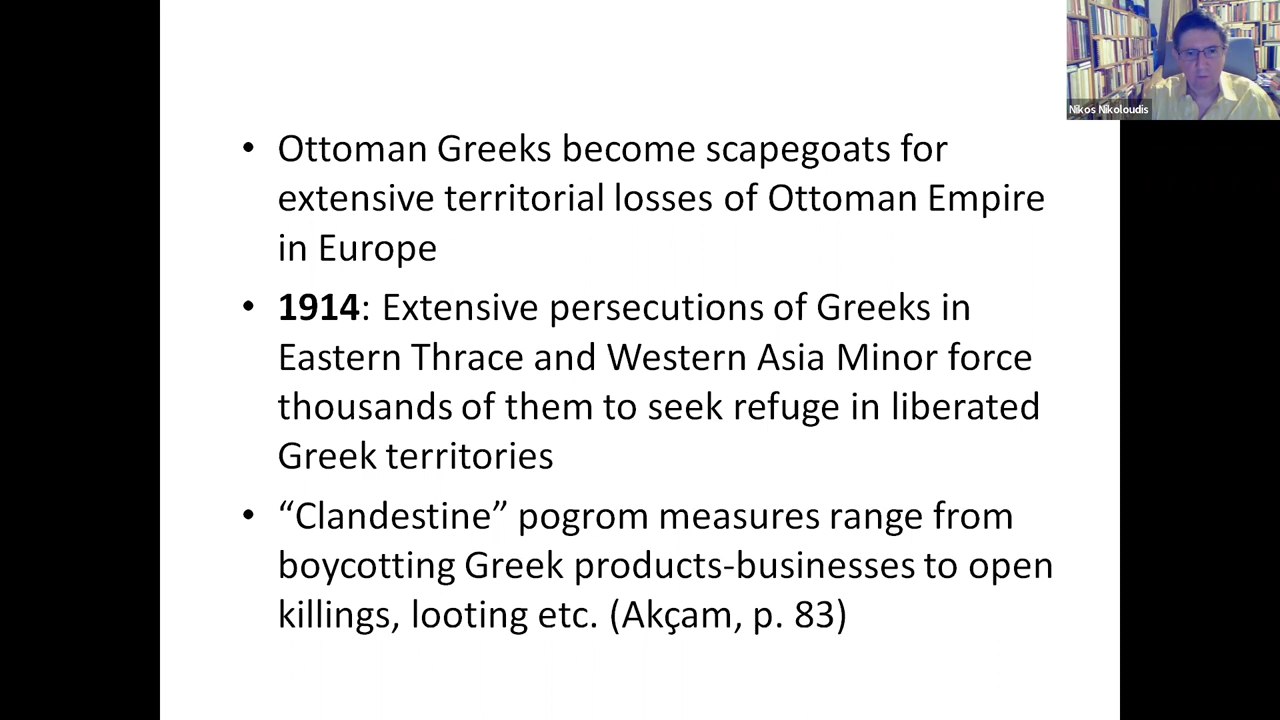 Nikos Nikoloudis
• Ottoman Greeks become scapegoats for
extensive territorial losses of Ottoman Empire
in Europe
• 1914: Extensive persecutions of Greeks in
Eastern Thrace and Western Asia Minor force
thousands of them to seek refuge in liberated
Greek territories
• “Clandestine” pogrom measures range from
boycotting Greek products-businesses to open
killings, looting etc. (Akçam, p. 83)